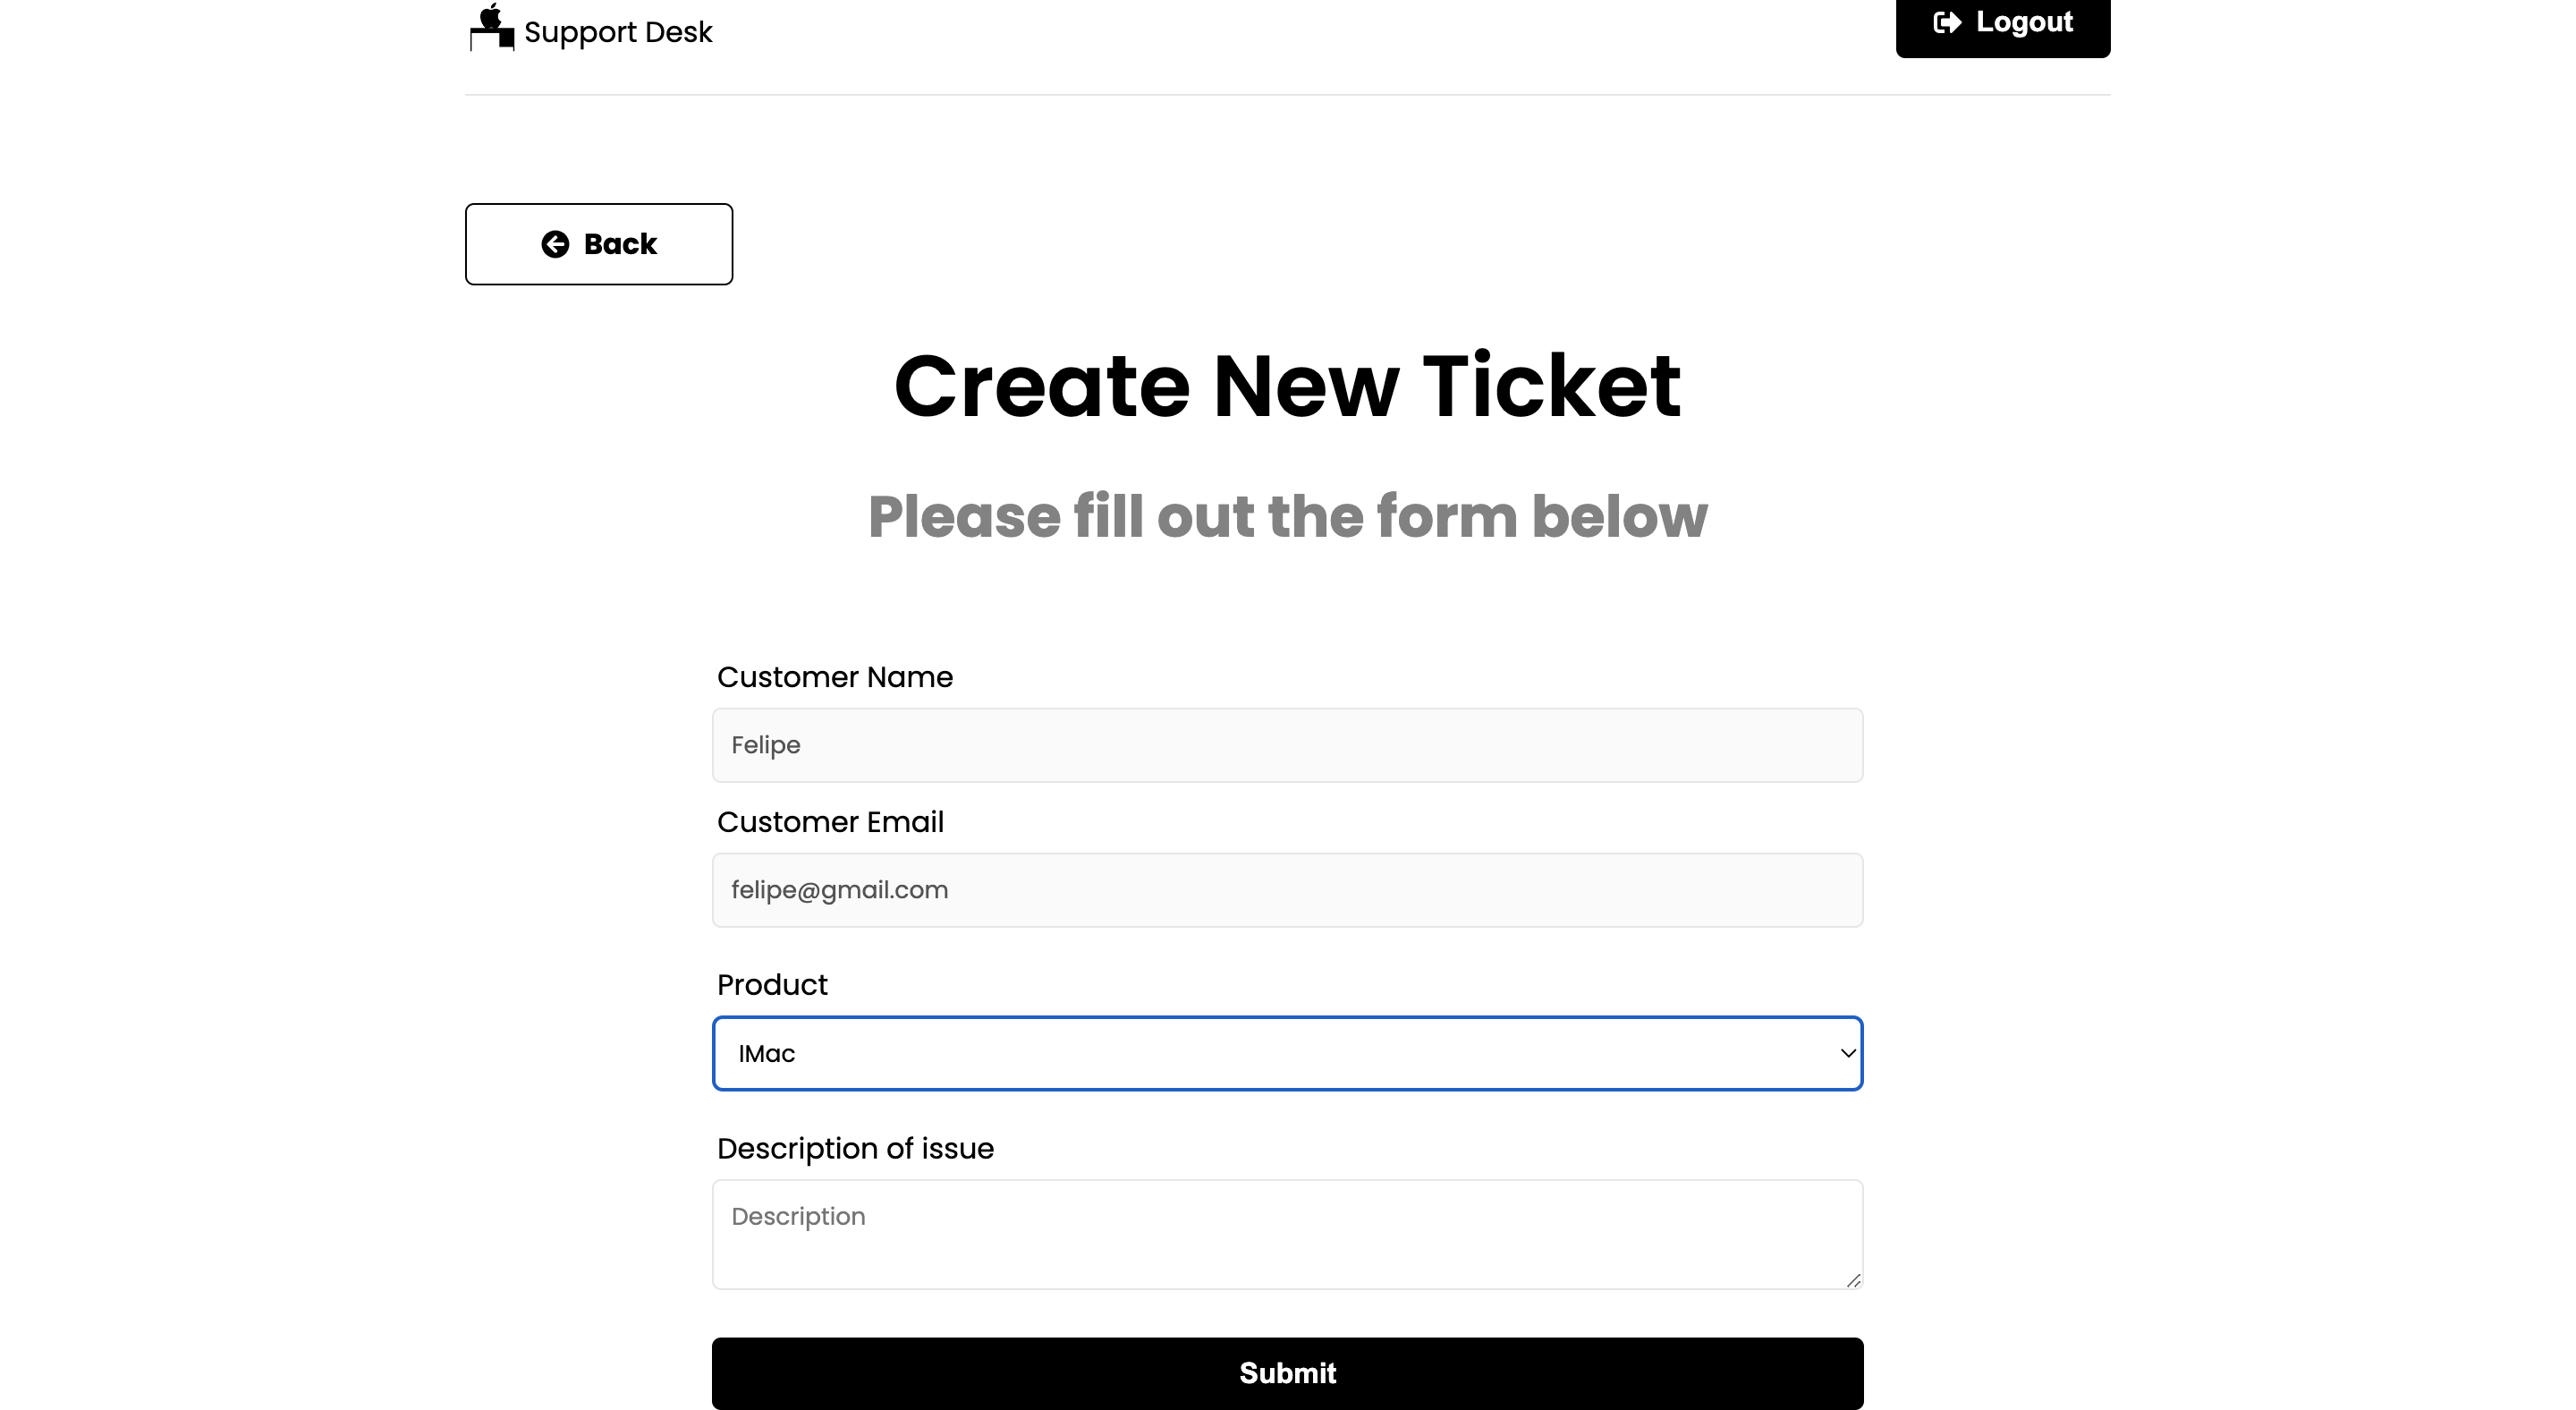 Support Desk
Logout
Back
Create New Ticket
Please fill out the form below
Customer Name
Felipe
Customer Email
felipe@gmail.com
Product
IMac
Description of issue
Description
Submit